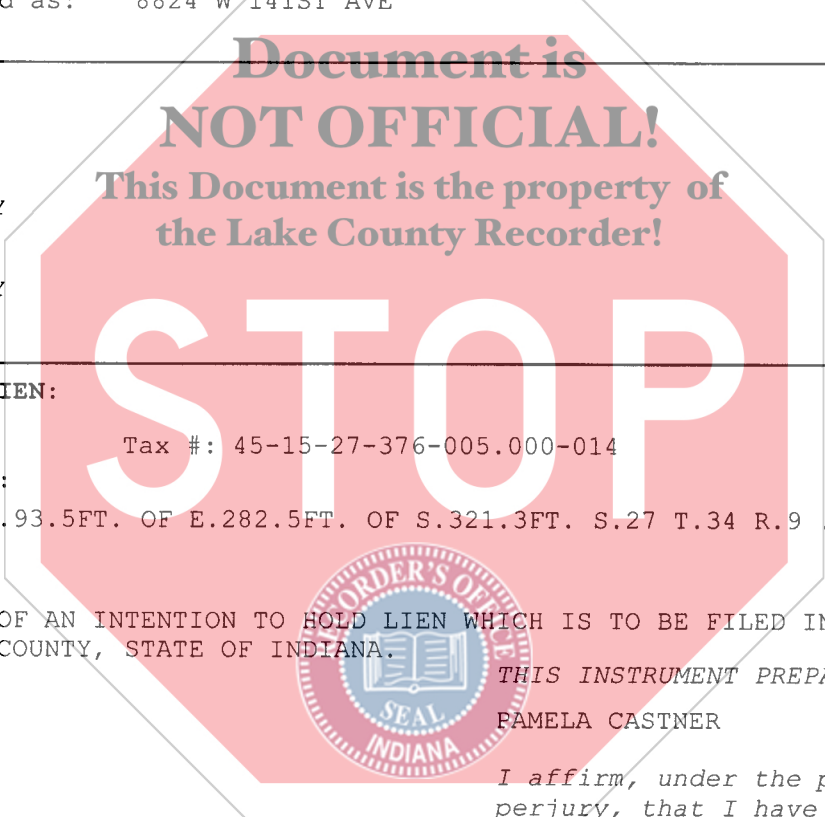 d as: 8824 W 141ST AVE
Document is
NOT OFFICIAL!
This Document is the property of
the Lake County Recorder!
Y
Y
STOP
IEN:
Tax #: 45-15-27-376-005.000-014
:
.93.5FT. OF E.282.5FT. OF S.321.3FT. S.27 T.34 R.9
RECORDER'S OFFICE
OF AN INTENTION TO HOLD LIEN WHICH IS TO BE FILED IN
COUNTY, STATE OF INDIANA.
THIS INSTRUMENT PREPA
SEAL
PAMELA CASTNER
INDIANA
I affirm, under the p
perjury, that I have